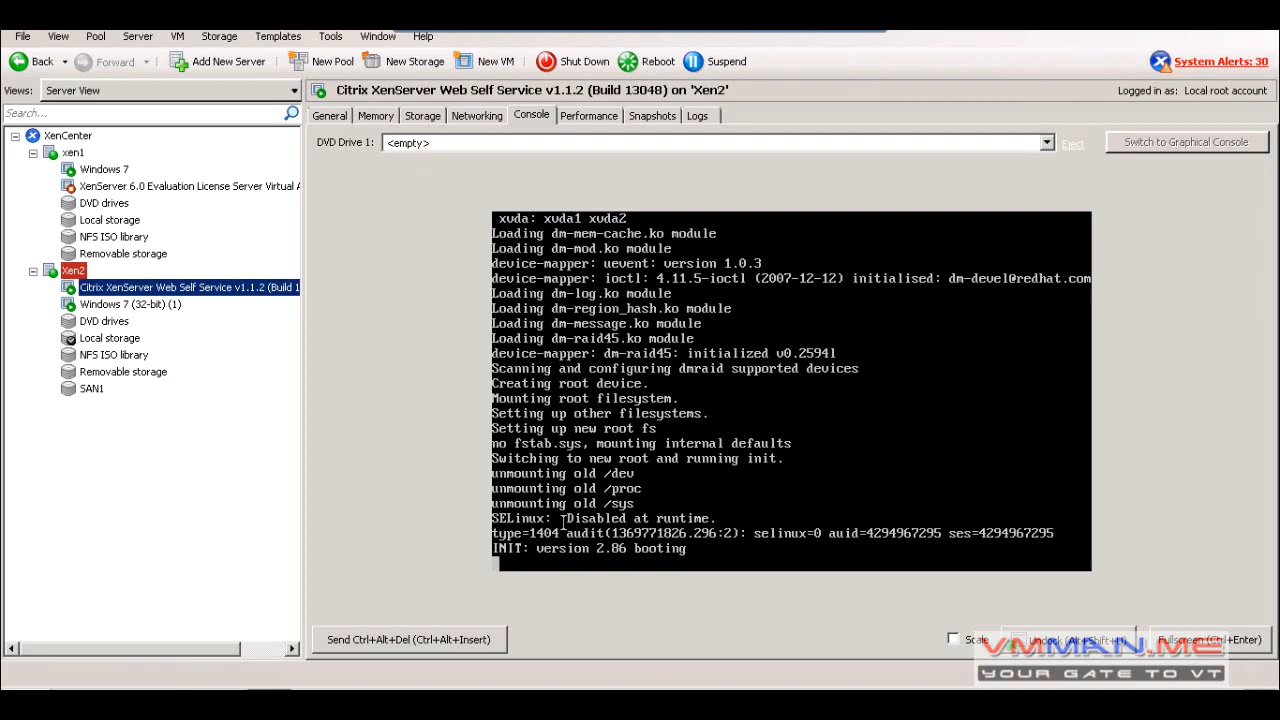 File View Pool Server VM Storage Templates Tools Window Help
Back Forward Add New Server New Pool New Storage New VM Shut Down Reboot Suspend System Alerts: 30
Views: Server View Citrix XenServer Web Self Service v1.1.2 (Build 13048) on 'Xen2' Logged in as: Local root account
Search... General Memory Storage Networking Console Performance Snapshots Logs
XenCenter
xen1
Windows 7
XenServer 6.0 Evaluation License Server Virtual A
DVD drives
Local storage
NFS ISO library
Removable storage
Xen2
Citrix XenServer Web Self Service v1.1.2 (Build 1
Windows 7 (32-bit) (1)
DVD drives
Local storage
NFS ISO library
Removable storage
SAN1
DVD Drive 1: <empty> Eject Switch to Graphical Console
xvda: xvda1 xvda2
Loading dm-mem-cache.ko module
Loading dm-mod.ko module
device-mapper: uevent: version 1.0.3
device-mapper: ioctl: 4.11.5-ioctl (2007-12-12) initialised: dm-devel@redhat.com
Loading dm-log.ko module
Loading dm-region_hash.ko module
Loading dm-message.ko module
Loading dm-raid45.ko module
device-mapper: dm-raid45: initialized v0.2594l
Scanning and configuring dmraid supported devices
Creating root device.
Mounting root filesystem.
Setting up other filesystems.
Setting up new root fs
no fstab.sys, mounting internal defaults
Switching to new root and running init.
unmounting old /dev
unmounting old /proc
unmounting old /sys
SELinux: Disabled at runtime.
type=1404 audit(1369771826.296:2): selinux=0 auid=4294967295 ses=4294967295
INIT: version 2.86 booting
Send Ctrl+Alt+Del (Ctrl+Alt+Insert) Scale Undock (Alt+Shift+U) Fullscreen (Ctrl+Enter)
VMMAN.ME
YOUR GATE TO VT